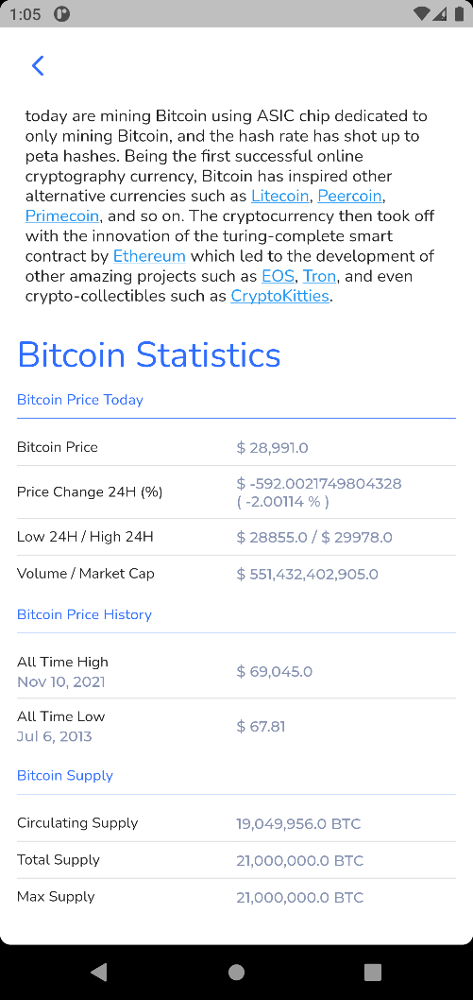 1:05
today are mining Bitcoin using ASIC chip dedicated to
only mining Bitcoin, and the hash rate has shot up to
peta hashes. Being the first successful online
cryptography currency, Bitcoin has inspired other
alternative currencies such as Litecoin, Peercoin,
Primecoin, and so on. The cryptocurrency then took off
with the innovation of the turing-complete smart
contract by Ethereum which led to the development of
other amazing projects such as EOS, Tron, and even
crypto-collectibles such as CryptoKitties.
Bitcoin Statistics
Bitcoin Price Today
Bitcoin Price $ 28,991.0
Price Change 24H (%) $ -592.0021749804328
( -2.00114 % )
Low 24H / High 24H $ 28855.0 / $ 29978.0
Volume / Market Cap $ 551,432,402,905.0
Bitcoin Price History
All Time High
Nov 10, 2021 $ 69,045.0
All Time Low
Jul 6, 2013 $ 67.81
Bitcoin Supply
Circulating Supply 19,049,956.0 BTC
Total Supply 21,000,000.0 BTC
Max Supply 21,000,000.0 BTC